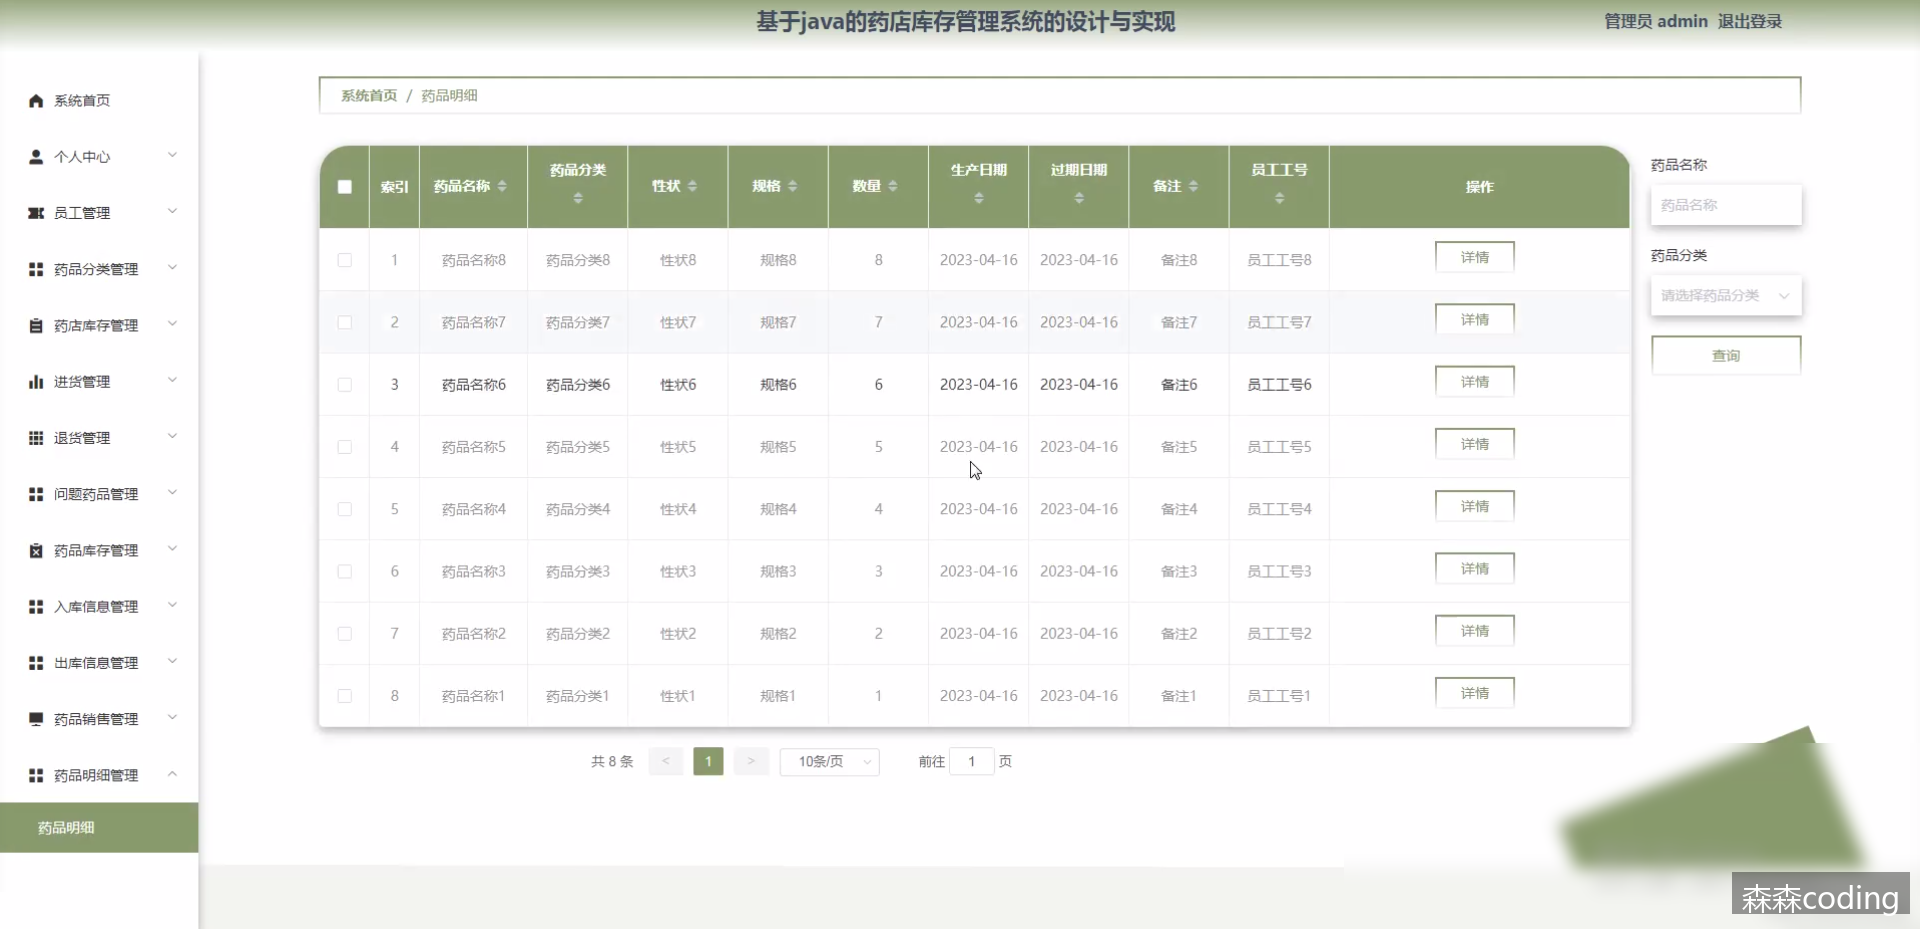 基于java的药店库存管理系统的设计与实现
管理员 admin 退出登录
系统首页
个人中心
员工管理
药品分类管理
药店库存管理
进货管理
退货管理
问题药品管理
药品库存管理
入库信息管理
出库信息管理
药品销售管理
药品明细管理
药品明细
系统首页 / 药品明细
索引 药品名称 药品分类 性状 规格 数量 生产日期 过期日期 备注 员工工号 操作
1 药品名称8 药品分类8 性状8 规格8 8 2023-04-16 2023-04-16 备注8 员工工号8 详情
2 药品名称7 药品分类7 性状7 规格7 7 2023-04-16 2023-04-16 备注7 员工工号7 详情
3 药品名称6 药品分类6 性状6 规格6 6 2023-04-16 2023-04-16 备注6 员工工号6 详情
4 药品名称5 药品分类5 性状5 规格5 5 2023-04-16 2023-04-16 备注5 员工工号5 详情
5 药品名称4 药品分类4 性状4 规格4 4 2023-04-16 2023-04-16 备注4 员工工号4 详情
6 药品名称3 药品分类3 性状3 规格3 3 2023-04-16 2023-04-16 备注3 员工工号3 详情
7 药品名称2 药品分类2 性状2 规格2 2 2023-04-16 2023-04-16 备注2 员工工号2 详情
8 药品名称1 药品分类1 性状1 规格1 1 2023-04-16 2023-04-16 备注1 员工工号1 详情
共 8 条 < 1 > 10条/页 前往 1 页
药品名称
药品名称
药品分类
请选择药品分类
查询
森森coding